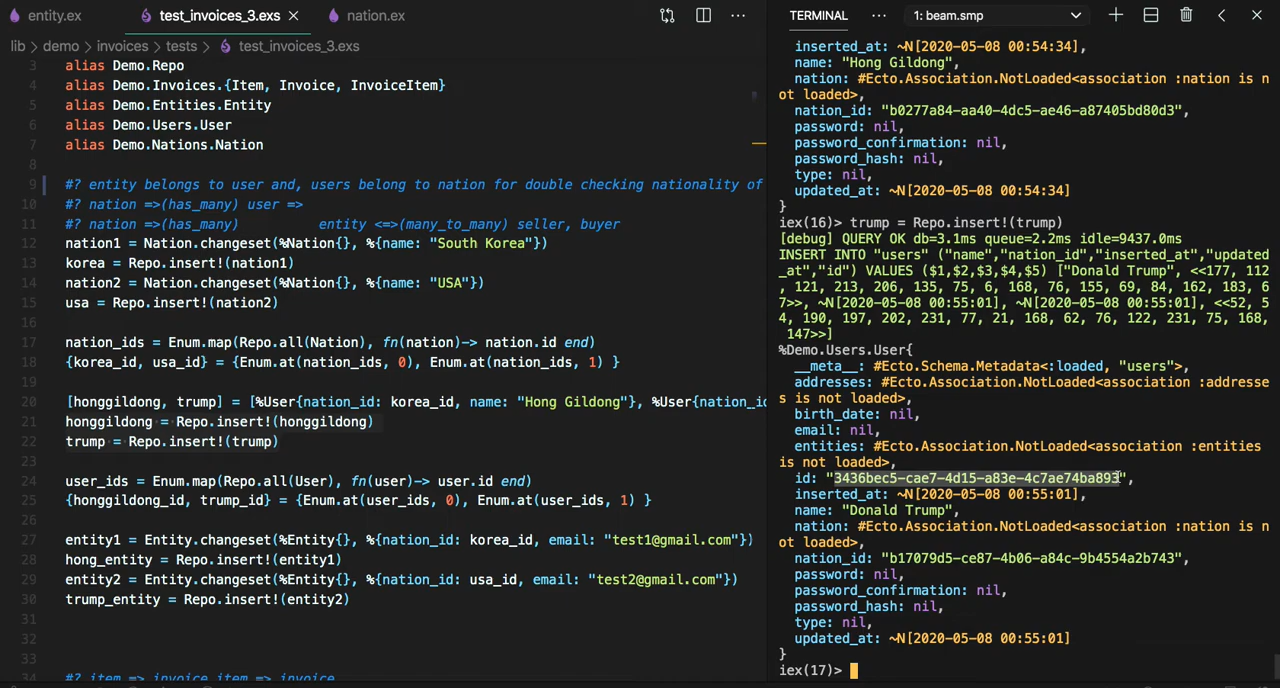 entity.ex
test_invoices_3.exs
nation.ex
lib > demo > invoices > tests > test_invoices_3.exs
3 alias Demo.Repo
4 alias Demo.Invoices.{Item, Invoice, InvoiceItem}
5 alias Demo.Entities.Entity
6 alias Demo.Users.User
7 alias Demo.Nations.Nation
8
9 #? entity belongs to user and, users belong to nation for double checking nationality of
10 #? nation =>(has_many) user =>
11 #? nation =>(has_many) entity <=>(many_to_many) seller, buyer
12 nation1 = Nation.changeset(%Nation{}, %{name: "South Korea"})
13 korea = Repo.insert!(nation1)
14 nation2 = Nation.changeset(%Nation{}, %{name: "USA"})
15 usa = Repo.insert!(nation2)
16
17 nation_ids = Enum.map(Repo.all(Nation), fn(nation)-> nation.id end)
18 {korea_id, usa_id} = {Enum.at(nation_ids, 0), Enum.at(nation_ids, 1) }
19
20 [honggildong, trump] = [%User{nation_id: korea_id, name: "Hong Gildong"}, %User{nation_id
21 honggildong = Repo.insert!(honggildong)
22 trump = Repo.insert!(trump)
23
24 user_ids = Enum.map(Repo.all(User), fn(user)-> user.id end)
25 {honggildong_id, trump_id} = {Enum.at(user_ids, 0), Enum.at(user_ids, 1) }
26
27 entity1 = Entity.changeset(%Entity{}, %{nation_id: korea_id, email: "test1@gmail.com"})
28 hong_entity = Repo.insert!(entity1)
29 entity2 = Entity.changeset(%Entity{}, %{nation_id: usa_id, email: "test2@gmail.com"})
30 trump_entity = Repo.insert!(entity2)
31
32
33
34 #? item => invoice_item => invoice
TERMINAL
1: beam.smp
inserted_at: ~N[2020-05-08 00:54:34],
name: "Hong Gildong",
nation: #Ecto.Association.NotLoaded<association :nation is n
ot loaded>,
nation_id: "b0277a84-aa40-4dc5-ae46-a87405bd80d3",
password: nil,
password_confirmation: nil,
password_hash: nil,
type: nil,
updated_at: ~N[2020-05-08 00:54:34]
}
iex(16)> trump = Repo.insert!(trump)
[debug] QUERY OK db=3.1ms queue=2.2ms idle=9437.0ms
INSERT INTO "users" ("name","nation_id","inserted_at","updated
_at","id") VALUES ($1,$2,$3,$4,$5) ["Donald Trump", <<177, 112
, 121, 213, 206, 135, 75, 6, 168, 76, 155, 69, 84, 162, 183, 6
7>>, ~N[2020-05-08 00:55:01], ~N[2020-05-08 00:55:01], <<52, 5
4, 190, 197, 202, 231, 77, 21, 168, 62, 76, 122, 231, 75, 168,
147>>]
%Demo.Users.User{
__meta__: #Ecto.Schema.Metadata<:loaded, "users">,
addresses: #Ecto.Association.NotLoaded<association :addresse
s is not loaded>,
birth_date: nil,
email: nil,
entities: #Ecto.Association.NotLoaded<association :entities
is not loaded>,
id: "3436bec5-cae7-4d15-a83e-4c7ae74ba893",
inserted_at: ~N[2020-05-08 00:55:01],
name: "Donald Trump",
nation: #Ecto.Association.NotLoaded<association :nation is n
ot loaded>,
nation_id: "b17079d5-ce87-4b06-a84c-9b4554a2b743",
password: nil,
password_confirmation: nil,
password_hash: nil,
type: nil,
updated_at: ~N[2020-05-08 00:55:01]
}
iex(17)>